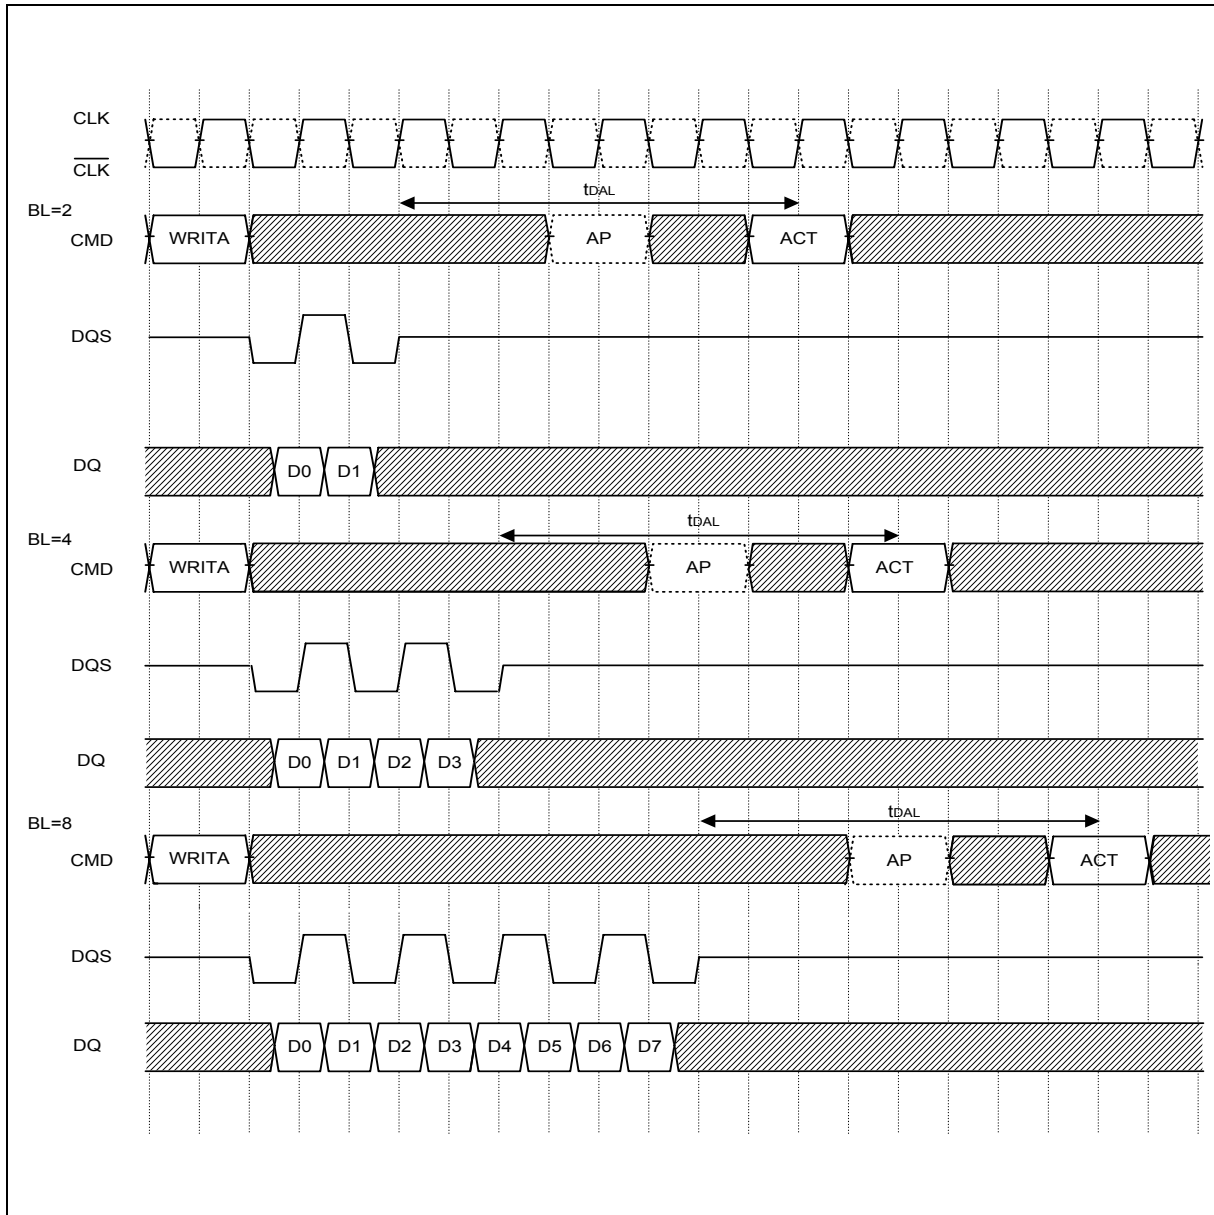 CLK
CLK
tDAL
BL=2
CMD WRITA AP ACT
DQS
DQ D0 D1
tDAL
BL=4
CMD WRITA AP ACT
DQS
DQ D0 D1 D2 D3
tDAL
BL=8
CMD WRITA AP ACT
DQS
DQ D0 D1 D2 D3 D4 D5 D6 D7